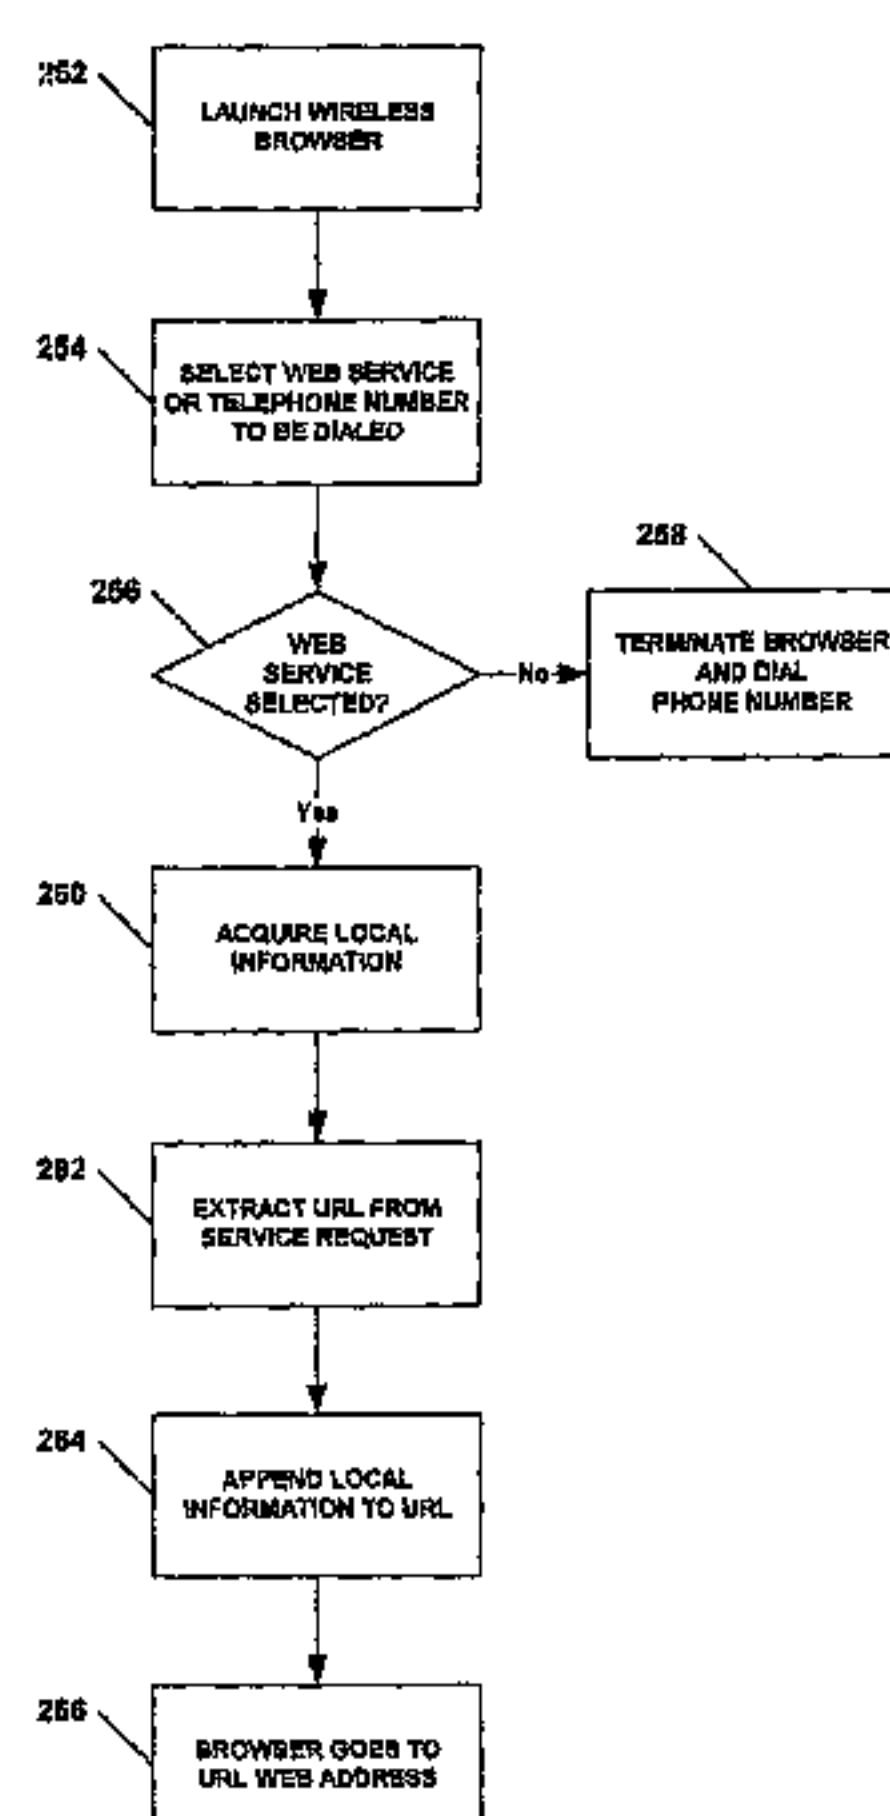 252
LAUNCH WIRELESS
BROWSER
254
SELECT WEB SERVICE
OR TELEPHONE NUMBER
TO BE DIALED
256
WEB
SERVICE
SELECTED?
No
258
TERMINATE BROWSER
AND DIAL
PHONE NUMBER
Yes
260
ACQUIRE LOCAL
INFORMATION
262
EXTRACT URL FROM
SERVICE REQUEST
264
APPEND LOCAL
INFORMATION TO URL
266
BROWSER GOES TO
URL WEB ADDRESS